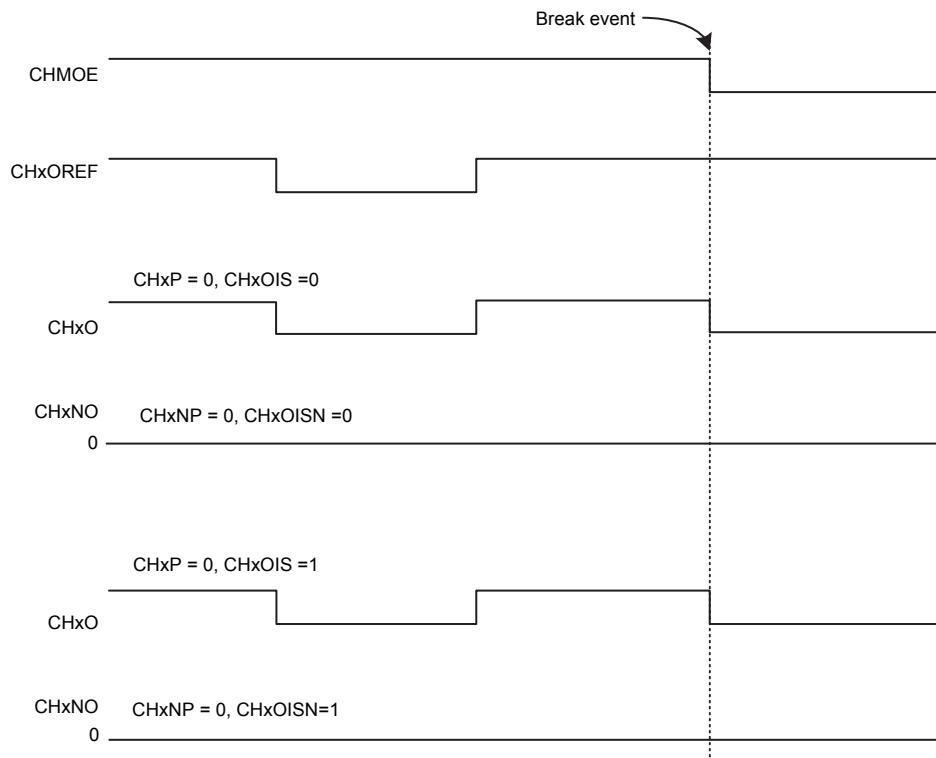 Break event
CHMOE
CHxOREF
CHxP = 0, CHxOIS =0
CHxO
CHxNO
CHxNP = 0, CHxOISN =0
0
CHxP = 0, CHxOIS =1
CHxO
CHxNO
CHxNP = 0, CHxOISN=1
0